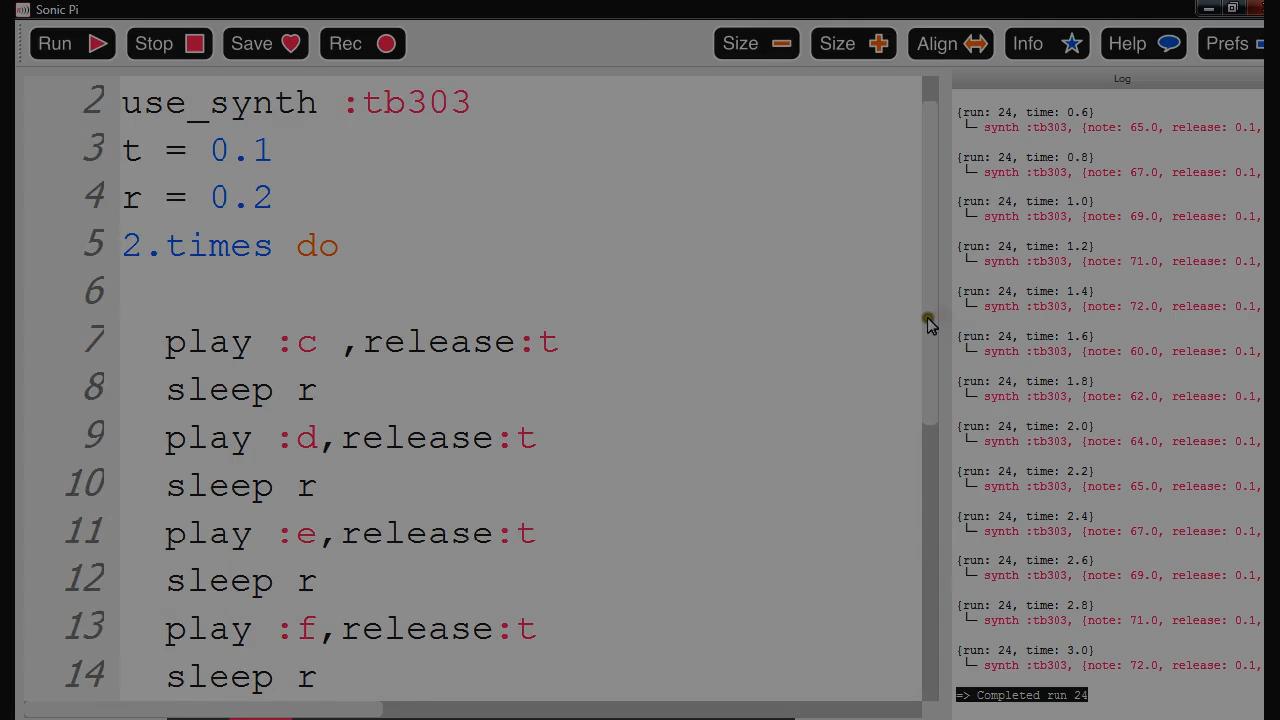 Sonic Pi
Run Stop Save Rec Size Size Align Info Help Prefs
Log
2 use_synth :tb303
3 t = 0.1
4 r = 0.2
5 2.times do
6
7 play :c ,release:t
8 sleep r
9 play :d,release:t
10 sleep r
11 play :e,release:t
12 sleep r
13 play :f,release:t
14 sleep r
{run: 24, time: 0.6}
└─ synth :tb303, {note: 65.0, release: 0.1,
{run: 24, time: 0.8}
└─ synth :tb303, {note: 67.0, release: 0.1,
{run: 24, time: 1.0}
└─ synth :tb303, {note: 69.0, release: 0.1,
{run: 24, time: 1.2}
└─ synth :tb303, {note: 71.0, release: 0.1,
{run: 24, time: 1.4}
└─ synth :tb303, {note: 72.0, release: 0.1,
{run: 24, time: 1.6}
└─ synth :tb303, {note: 60.0, release: 0.1,
{run: 24, time: 1.8}
└─ synth :tb303, {note: 62.0, release: 0.1,
{run: 24, time: 2.0}
└─ synth :tb303, {note: 64.0, release: 0.1,
{run: 24, time: 2.2}
└─ synth :tb303, {note: 65.0, release: 0.1,
{run: 24, time: 2.4}
└─ synth :tb303, {note: 67.0, release: 0.1,
{run: 24, time: 2.6}
└─ synth :tb303, {note: 69.0, release: 0.1,
{run: 24, time: 2.8}
└─ synth :tb303, {note: 71.0, release: 0.1,
{run: 24, time: 3.0}
└─ synth :tb303, {note: 72.0, release: 0.1,
=> Completed run 24